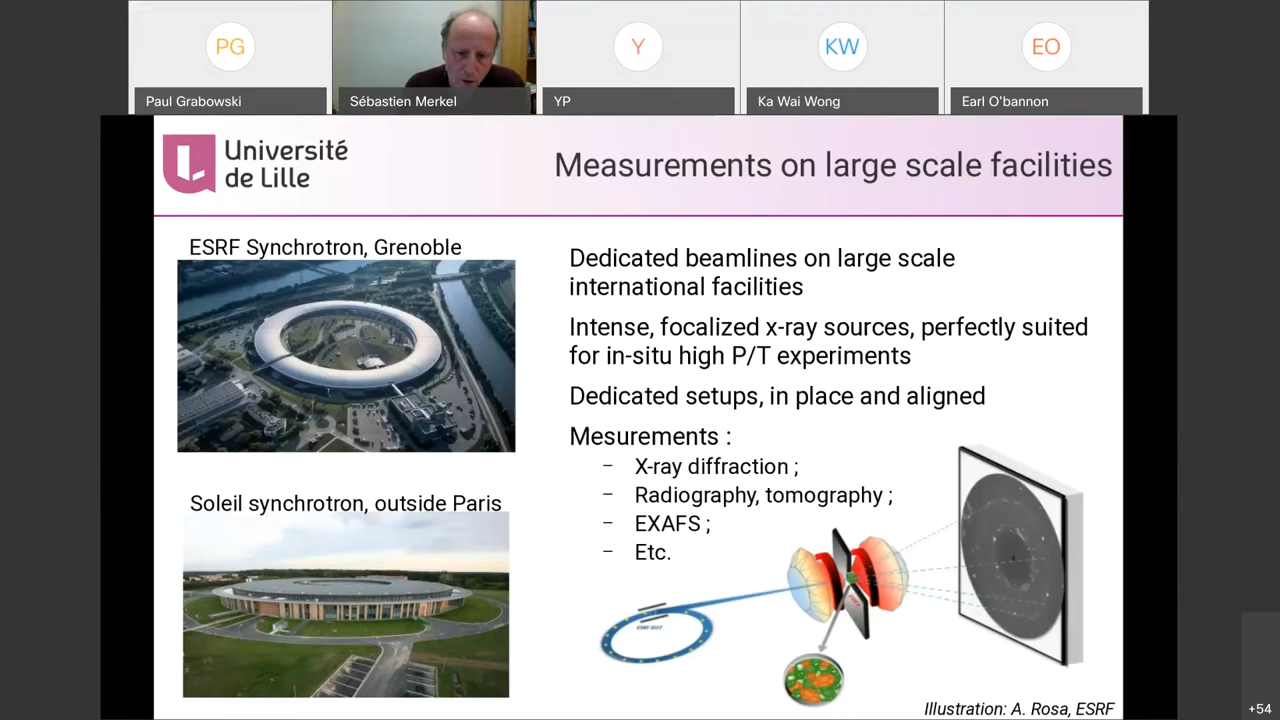 PG
Y
KW
EO
Paul Grabowski
Sébastien Merkel
YP
Ka Wai Wong
Earl O'bannon
Université
de Lille
Measurements on large scale facilities
ESRF Synchrotron, Grenoble
Soleil synchrotron, outside Paris
Dedicated beamlines on large scale
international facilities
Intense, focalized x-ray sources, perfectly suited
for in-situ high P/T experiments
Dedicated setups, in place and aligned
Mesurements :
– X-ray diffraction ;
– Radiography, tomography ;
– EXAFS ;
– Etc.
Illustration: A. Rosa, ESRF
+54